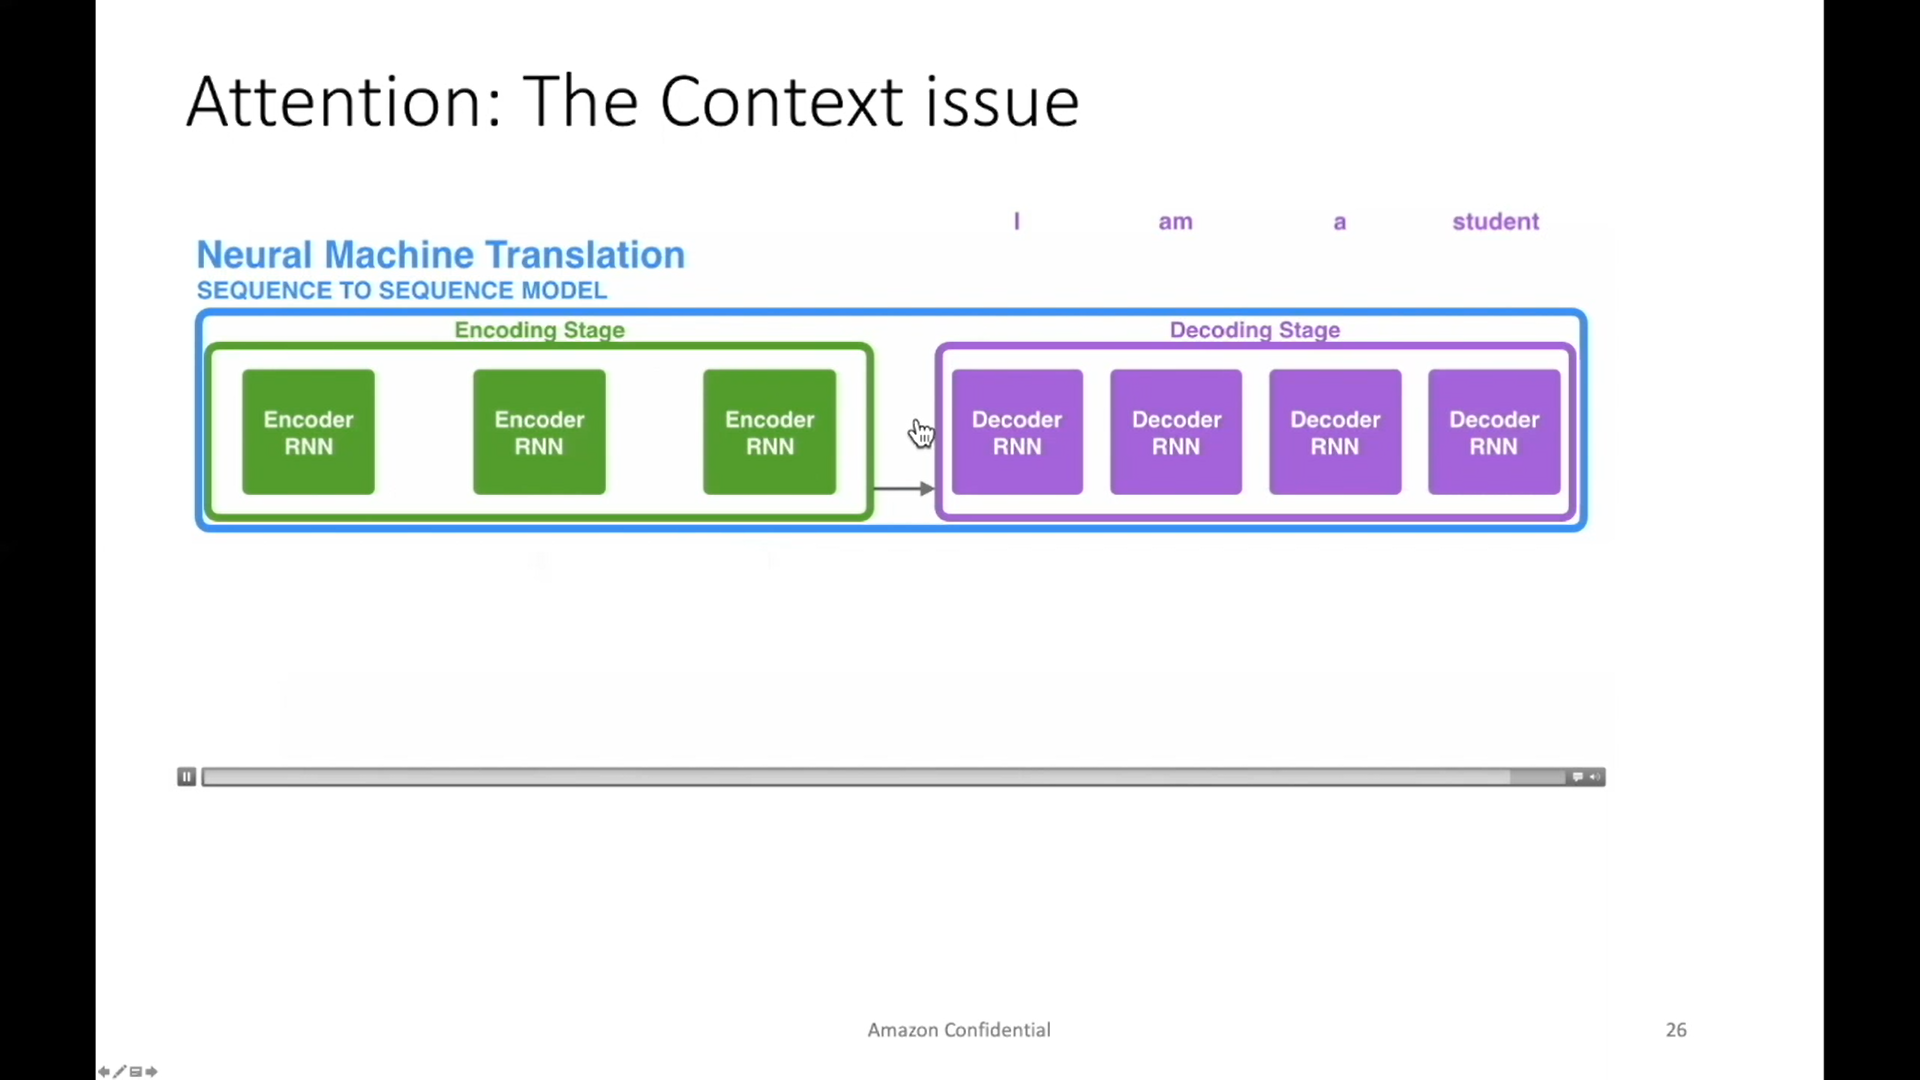 Attention: The Context issue
I am a student
Neural Machine Translation
SEQUENCE TO SEQUENCE MODEL
Encoding Stage
Decoding Stage
Encoder RNN
Encoder RNN
Encoder RNN
Decoder RNN
Decoder RNN
Decoder RNN
Decoder RNN
Amazon Confidential
26